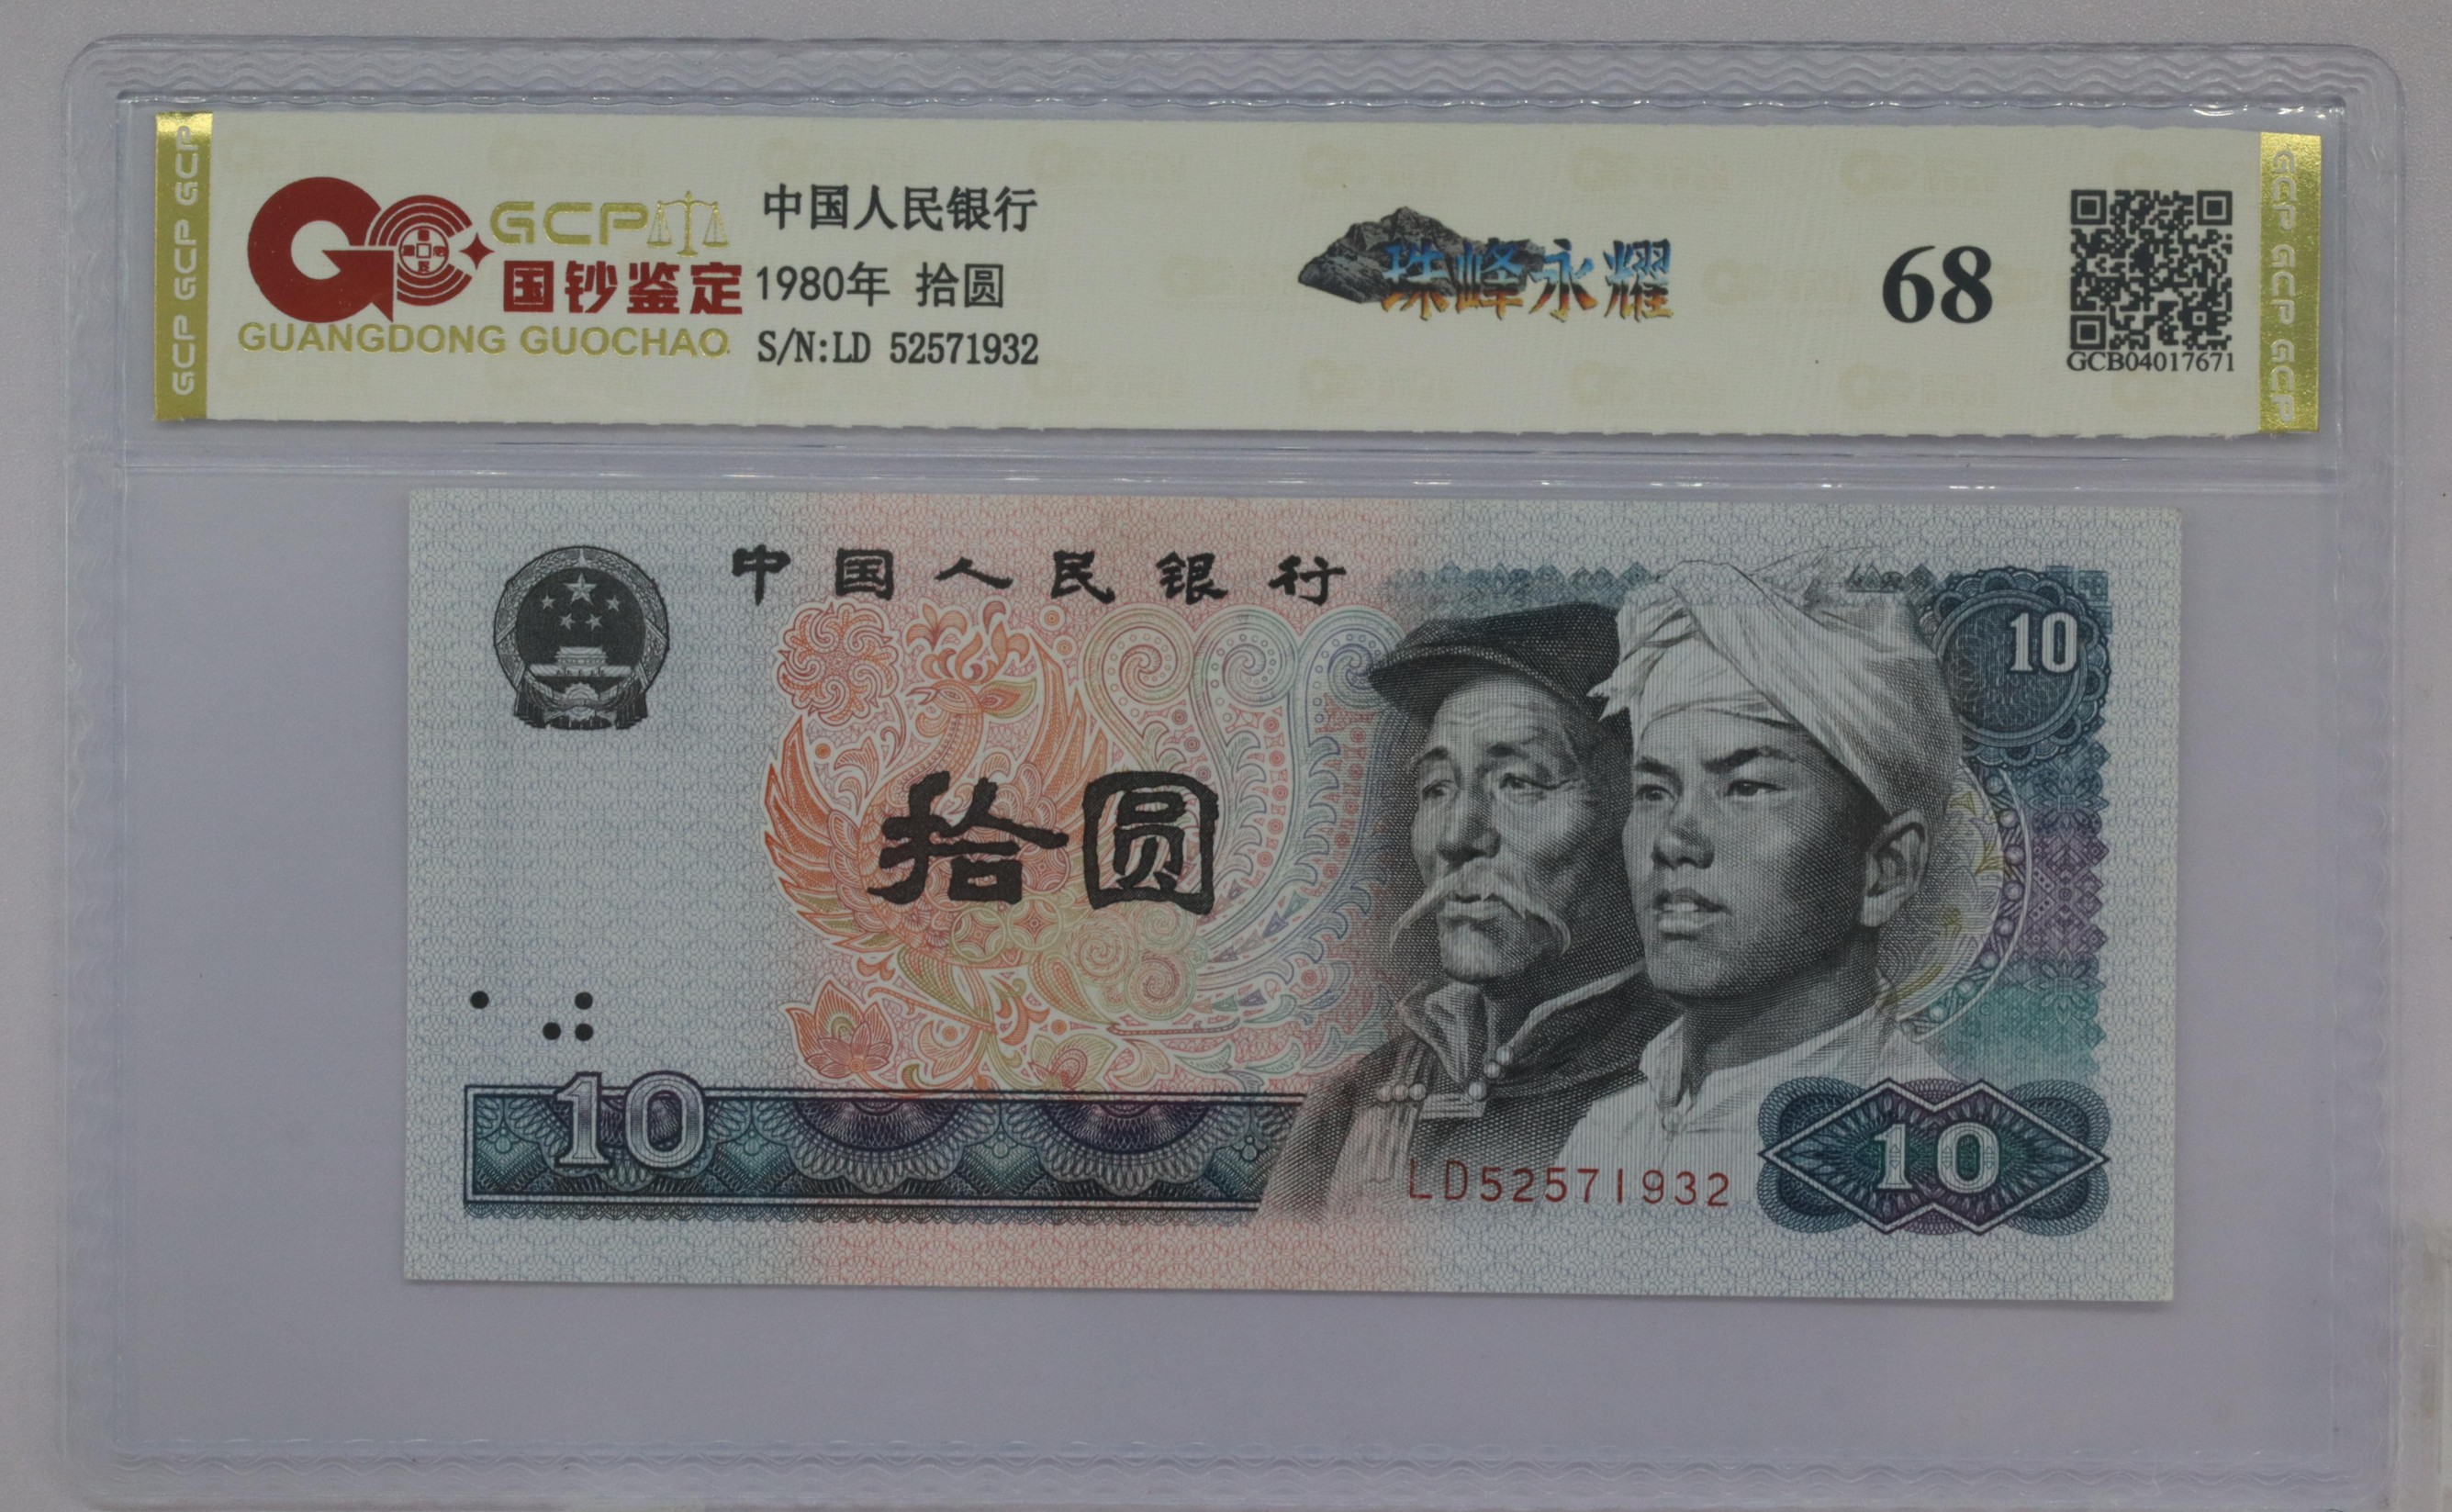 GCP GCP GCP
GCP
国钞鉴定
GUANGDONG GUOCHAO
中国人民银行
1980年 拾圆
S/N:LD 52571932
珠峰永耀
68
GCB04017671
GCP GCP GCP
中国人民银行
10
拾圆
10
LD52571932
10